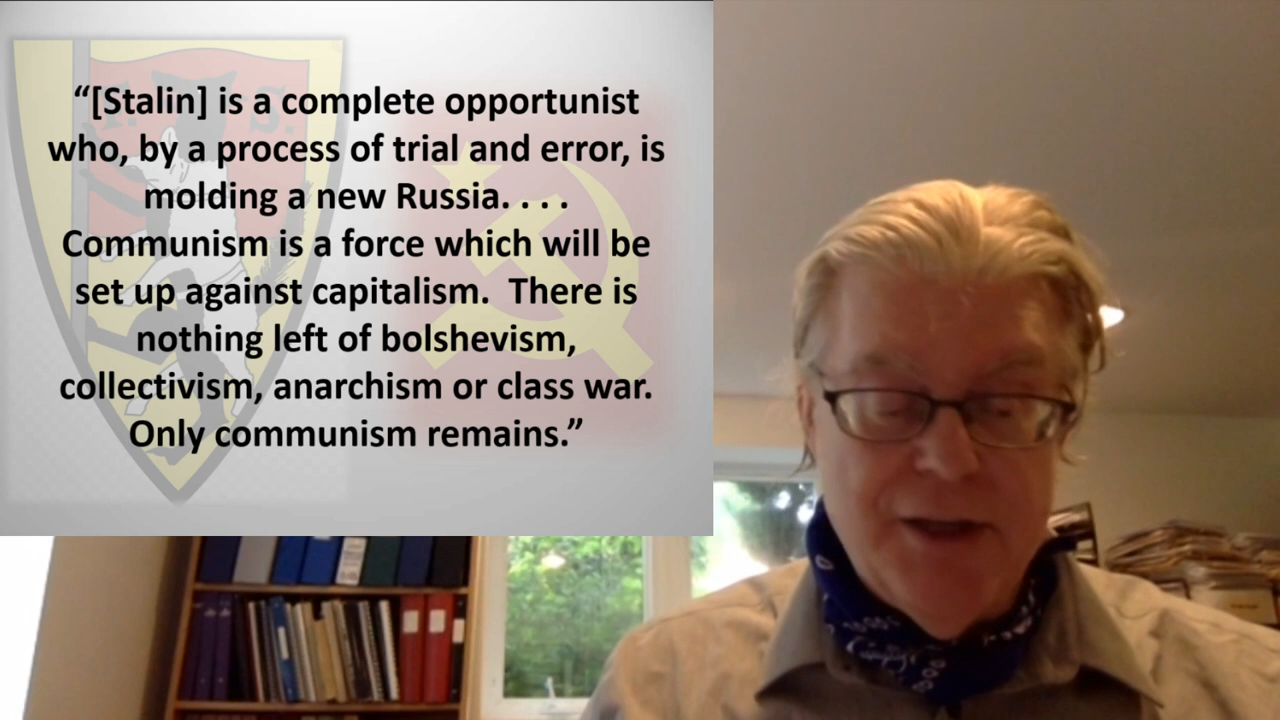 “[Stalin] is a complete opportunist
who, by a process of trial and error, is
molding a new Russia. . . .
Communism is a force which will be
set up against capitalism.  There is
nothing left of bolshevism,
collectivism, anarchism or class war.
Only communism remains.”